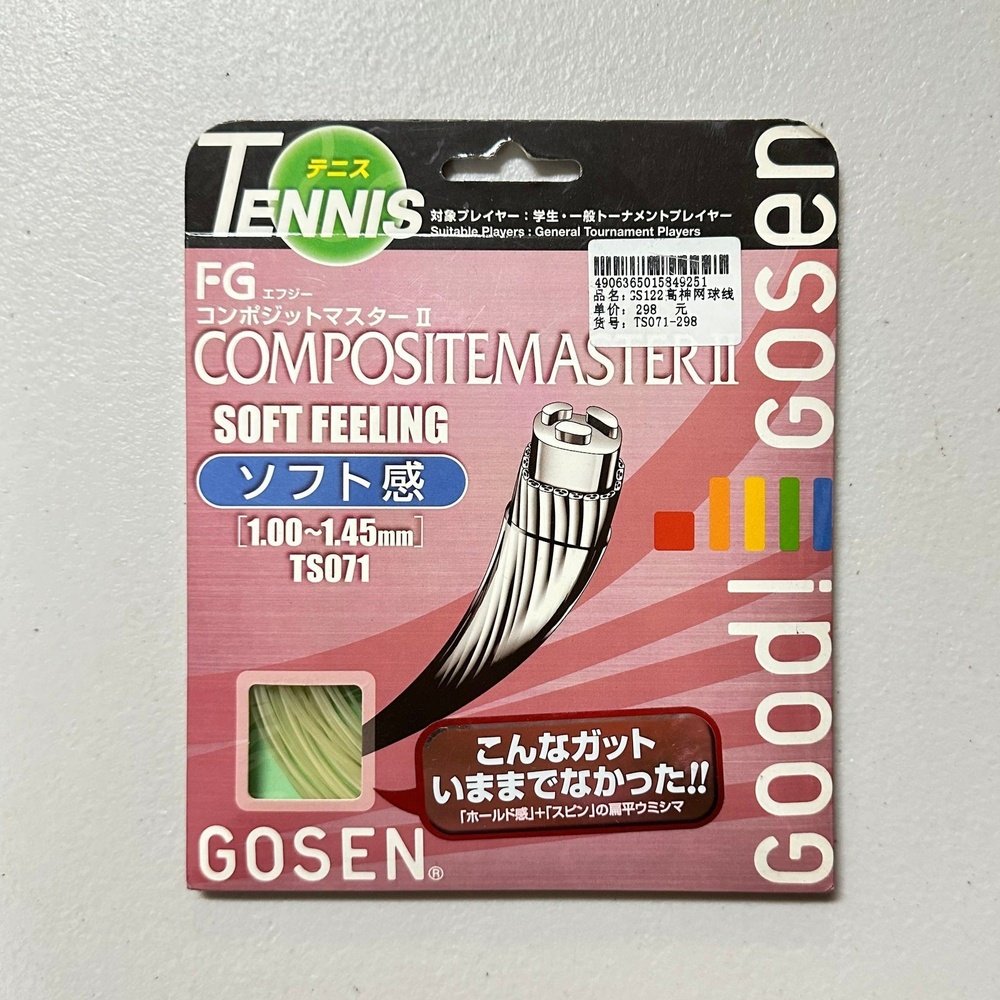 TENNIS
テニス
対象プレイヤー：学生・一般トーナメントプレイヤー
Suitable Players : General Tournament Players
4906365015849251
品名：GS122高神网球线
单价：298 元
货号：TS071-298
FG エフジー
コンポジットマスターⅡ
COMPOSITEMASTERⅡ
SOFT FEELING
ソフト感
[1.00~1.45mm]
TS071
こんなガット
いままでなかった!!
「ホールド感」+「スピン」の扁平ウミシマ
GOSEN®
Good! Gosen